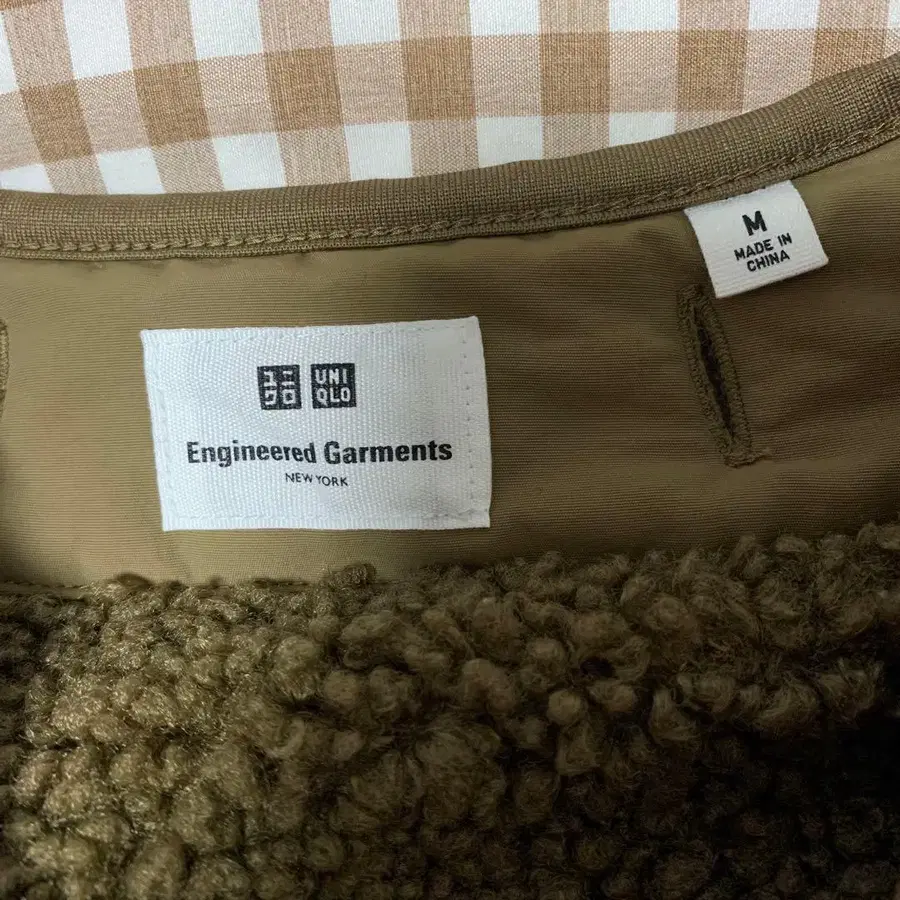 ユニ UNI
クロ QLO
Engineered Garments
NEW YORK
M
MADE IN
CHINA